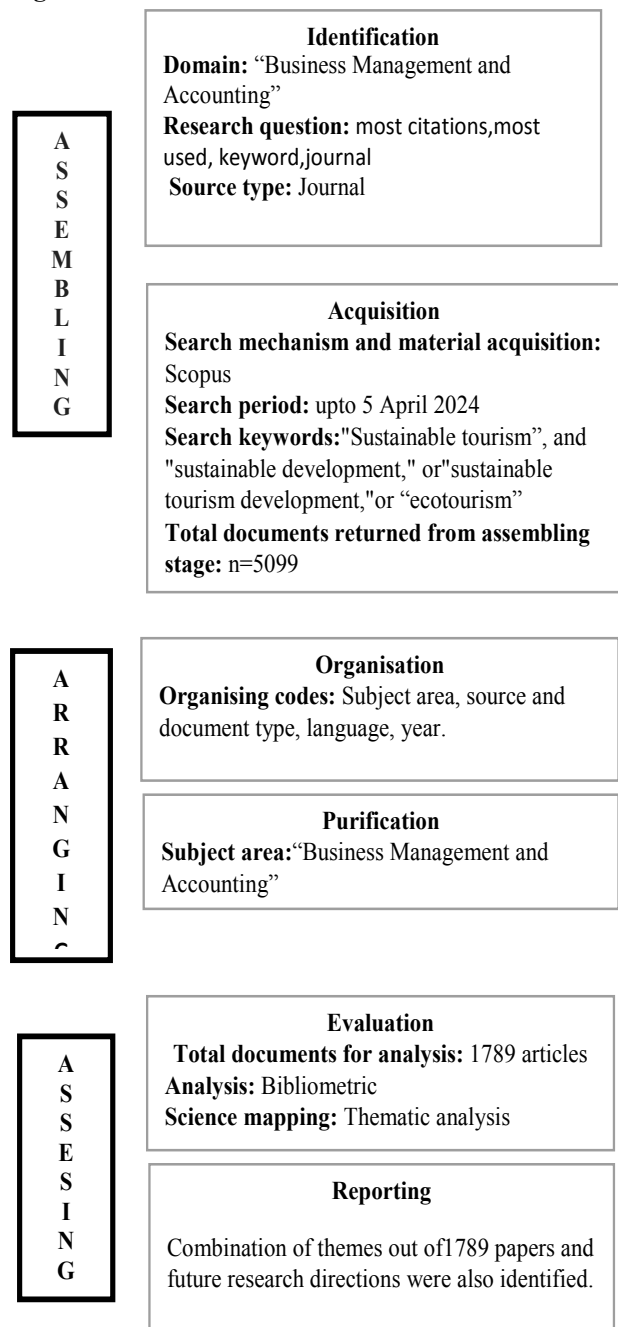 A
S
S
E
M
B
L
I
N
G
Identification
Domain: “Business Management and
Accounting”
Research question: most citations,most
used, keyword,journal
Source type: Journal
Acquisition
Search mechanism and material acquisition:
Scopus
Search period: upto 5 April 2024
Search keywords:"Sustainable tourism”, and
"sustainable development," or"sustainable
tourism development,"or “ecotourism”
Total documents returned from assembling
stage: n=5099
A
R
R
A
N
G
I
N
Organisation
Organising codes: Subject area, source and
document type, language, year.
Purification
Subject area:“Business Management and
Accounting”
A
S
S
E
S
I
N
G
Evaluation
Total documents for analysis: 1789 articles
Analysis: Bibliometric
Science mapping: Thematic analysis
Reporting
Combination of themes out of1789 papers and
future research directions were also identified.